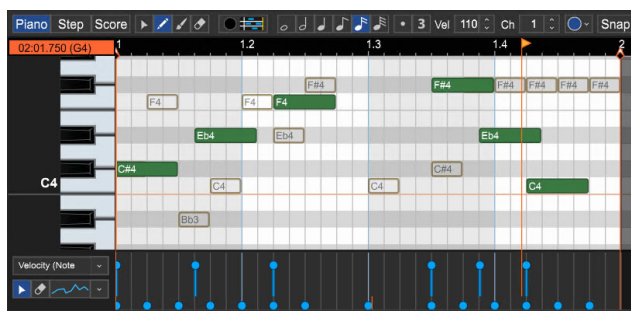 Piano Step Score 3 Vel 110 Ch 1 Snap
02:01.750 (G4) 1 1.2 1.3 1.4 2
F#4 F#4 F#4 F#4 F#4 F#4
F4 F4 F4
Eb4 Eb4 Eb4
C#4 C#4
C4 C4 C4 C4
Bb3
Velocity (Note